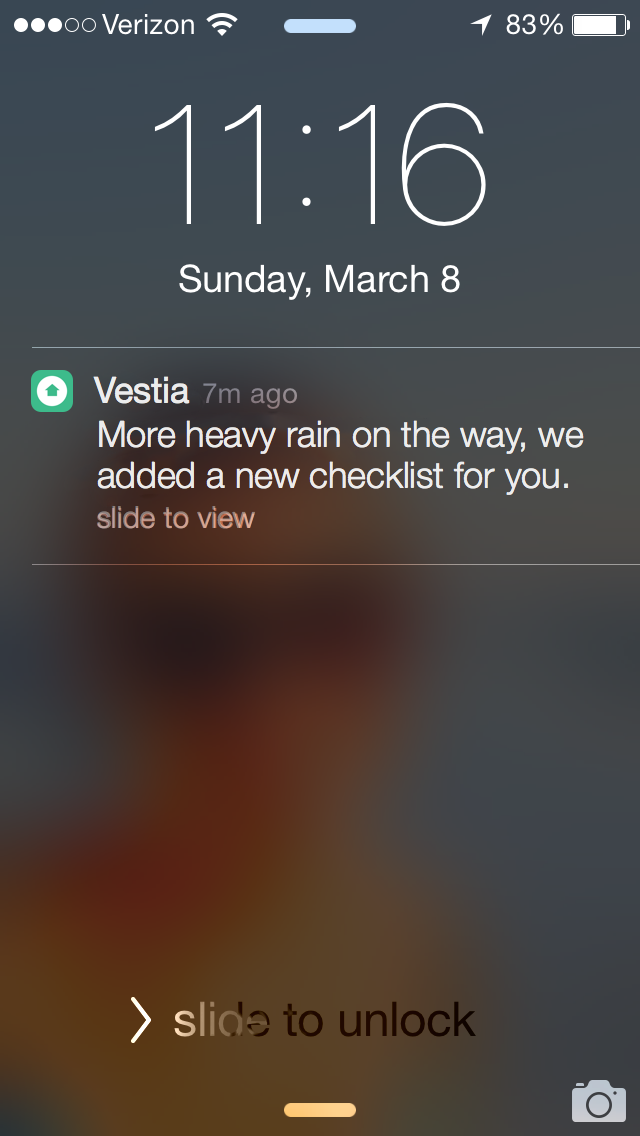 Verizon 83%
11:16
Sunday, March 8
Vestia 7m ago
More heavy rain on the way, we
added a new checklist for you.
slide to view
slide to unlock